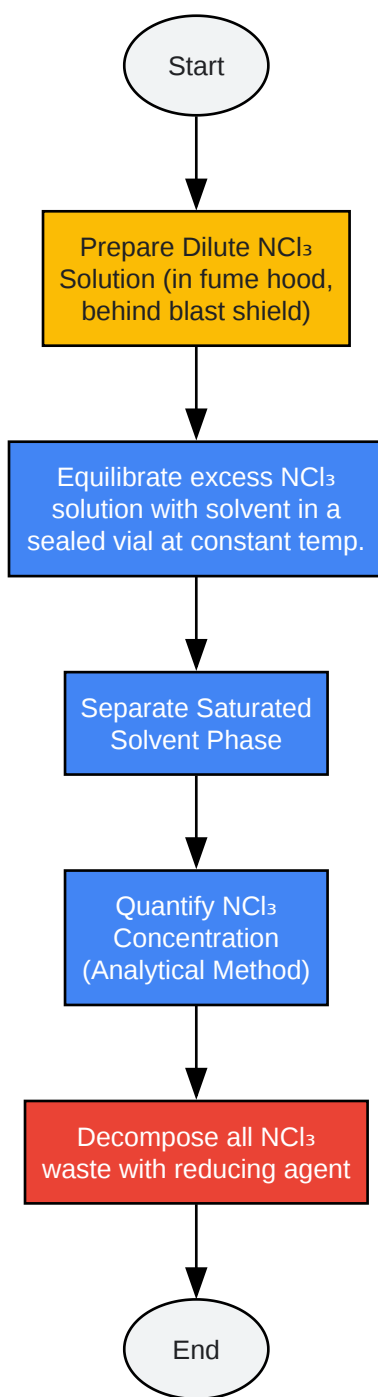 Start
Prepare Dilute NCl₃
Solution (in fume hood,
behind blast shield)
Equilibrate excess NCl₃
solution with solvent in a
sealed vial at constant temp.
Separate Saturated
Solvent Phase
Quantify NCl₃
Concentration
(Analytical Method)
Decompose all NCl₃
waste with reducing agent
End